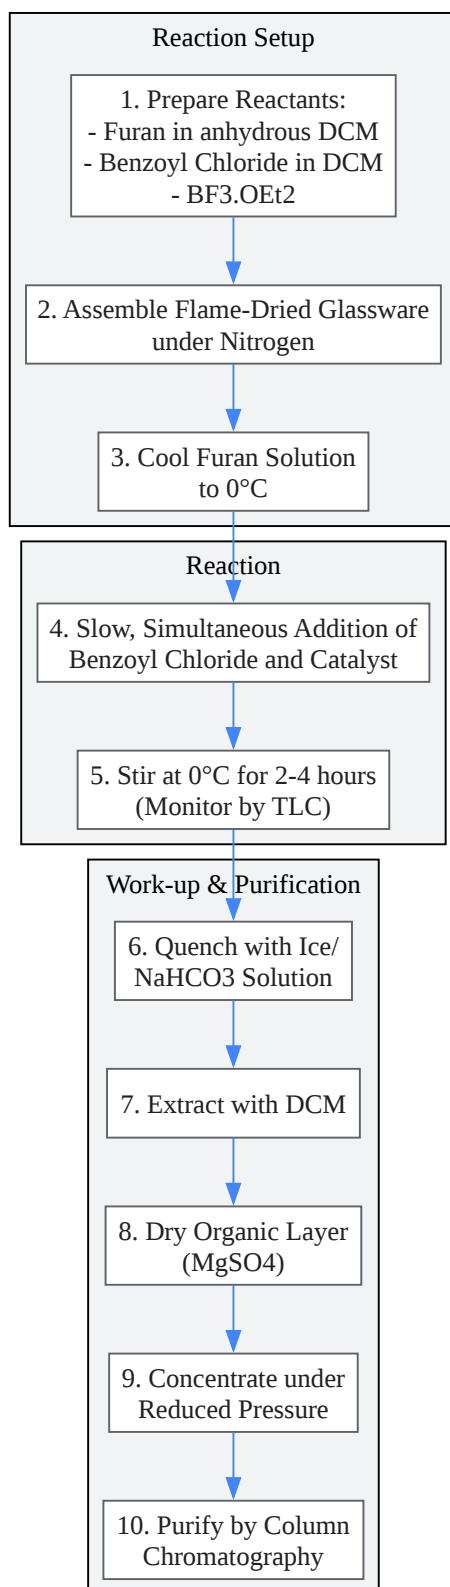 Reaction Setup
1. Prepare Reactants:
- Furan in anhydrous DCM
- Benzoyl Chloride in DCM
- BF3.OEt2
2. Assemble Flame-Dried Glassware
under Nitrogen
3. Cool Furan Solution
to 0°C
Reaction
4. Slow, Simultaneous Addition of
Benzoyl Chloride and Catalyst
5. Stir at 0°C for 2-4 hours
(Monitor by TLC)
Work-up & Purification
6. Quench with Ice/
NaHCO3 Solution
7. Extract with DCM
8. Dry Organic Layer
(MgSO4)
9. Concentrate under
Reduced Pressure
10. Purify by Column
Chromatography